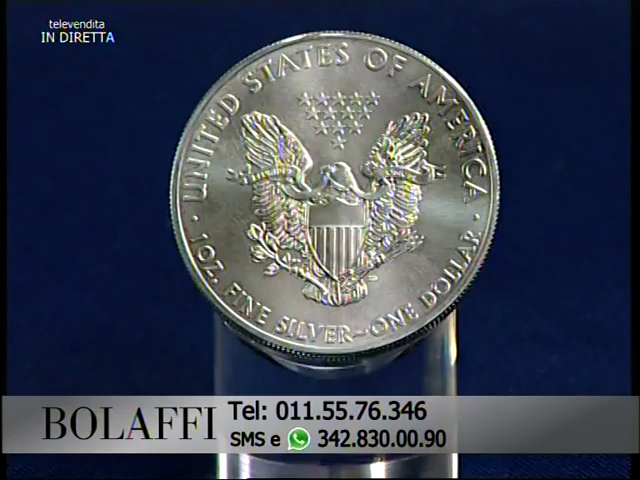 televendita
IN DIRETTA
UNITED STATES OF AMERICA
1 OZ. FINE SILVER~ONE DOLLAR
BOLAFFI
Tel: 011.55.76.346
SMS e 342.830.00.90